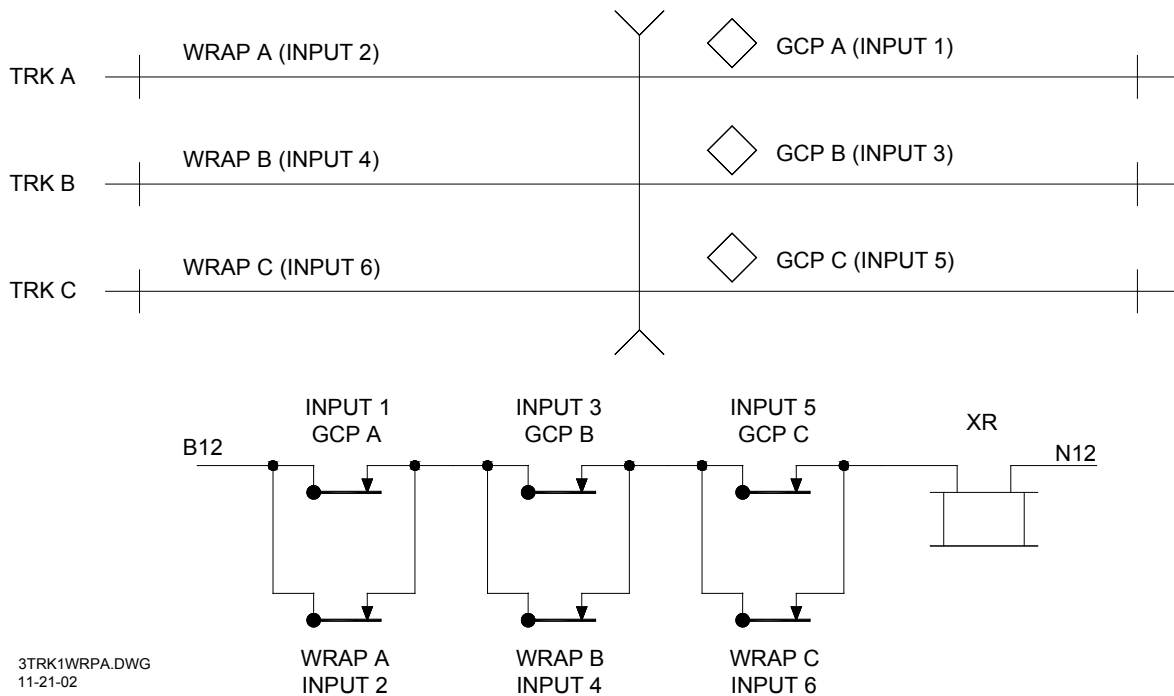 WRAP A (INPUT 2)
GCP A (INPUT 1)
TRK A
WRAP B (INPUT 4)
GCP B (INPUT 3)
TRK B
WRAP C (INPUT 6)
GCP C (INPUT 5)
TRK C
INPUT 1
GCP A
INPUT 3
GCP B
INPUT 5
GCP C
XR
B12
N12
WRAP A
INPUT 2
WRAP B
INPUT 4
WRAP C
INPUT 6
3TRK1WRPA.DWG
11-21-02